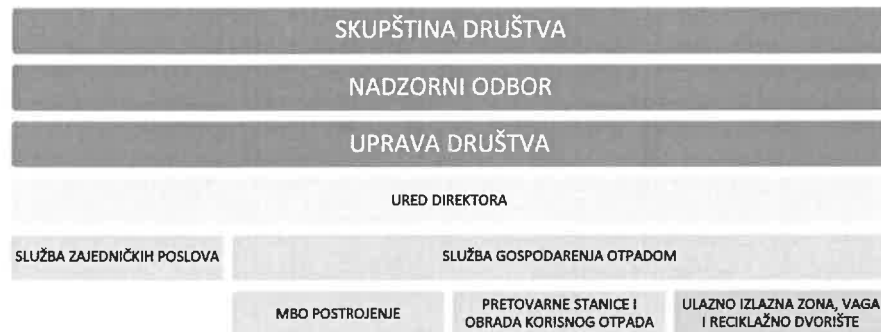 SKUPŠTINA DRUŠTVA
NADZORNI ODBOR
UPRAVA DRUŠTVA
URED DIREKTORA
SLUŽBA ZAJEDNIČKIH POSLOVA
SLUŽBA GOSPODARENJA OTPADOM
MBO POSTROJENJE
PRETOVARNE STANICE I
OBRADA KORISNOG OTPADA
ULAZNO IZLAZNA ZONA, VAGA
I RECIKLAŽNO DVORIŠTE